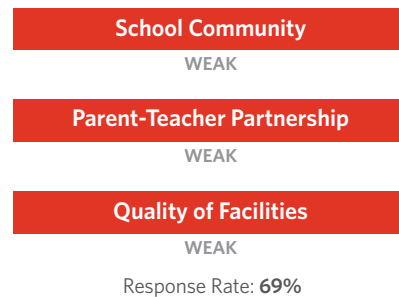 School Community
WEAK
Parent-Teacher Partnership
WEAK
Quality of Facilities
WEAK
Response Rate: 69%